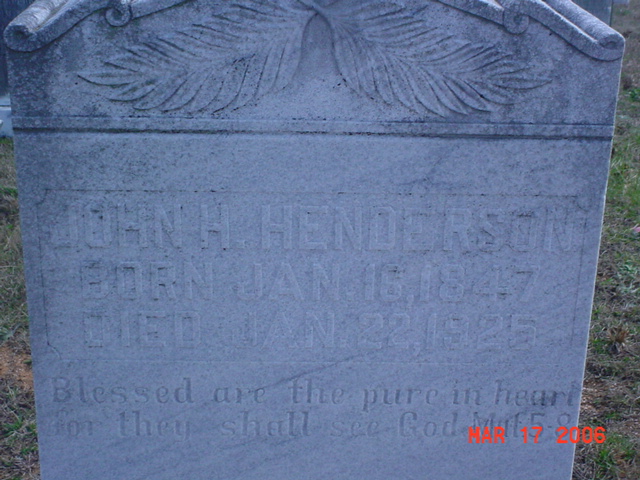 JOHN H. HENDERSON
BORN JAN. 16, 1847
DIED JAN. 22, 1925
Blessed are the pure in heart
for they shall see God. Mat. 5:8
MAR 17 2006